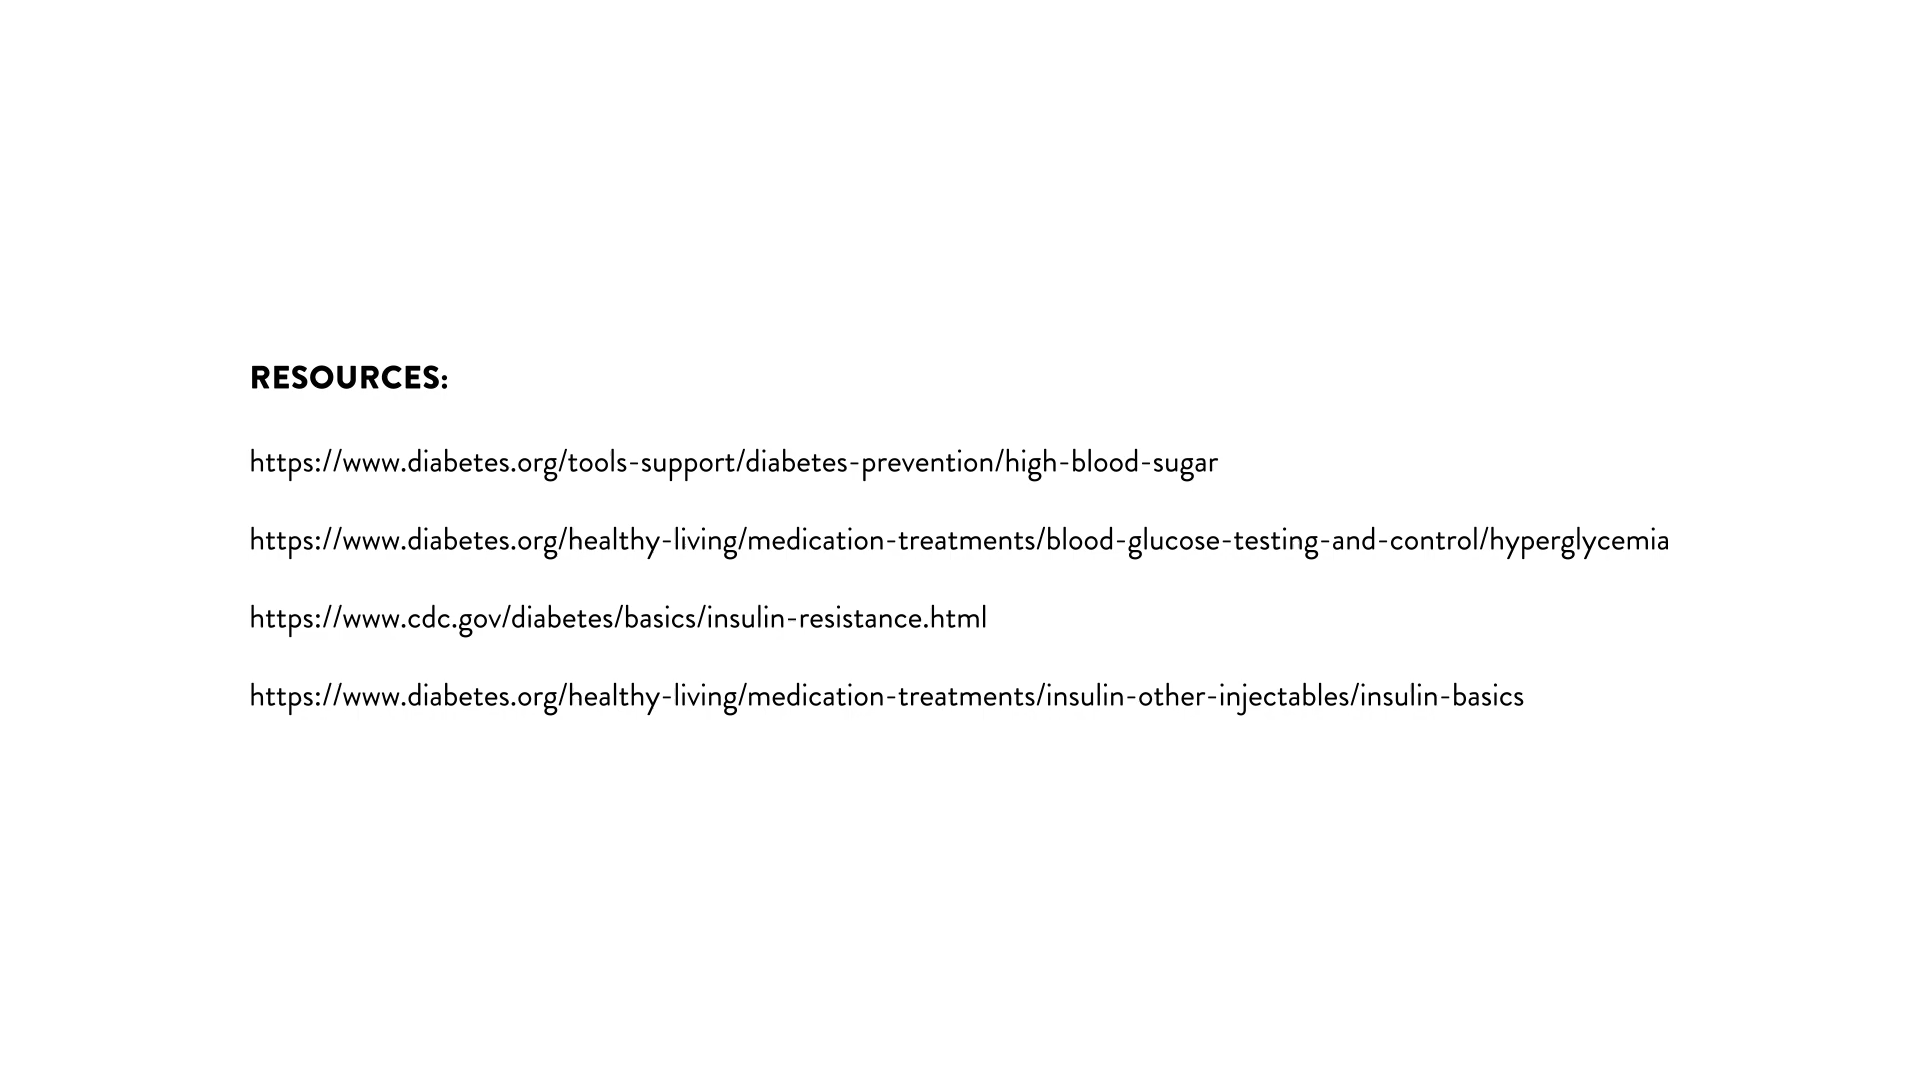 RESOURCES:
https://www.diabetes.org/tools-support/diabetes-prevention/high-blood-sugar
https://www.diabetes.org/healthy-living/medication-treatments/blood-glucose-testing-and-control/hyperglycemia
https://www.cdc.gov/diabetes/basics/insulin-resistance.html
https://www.diabetes.org/healthy-living/medication-treatments/insulin-other-injectables/insulin-basics